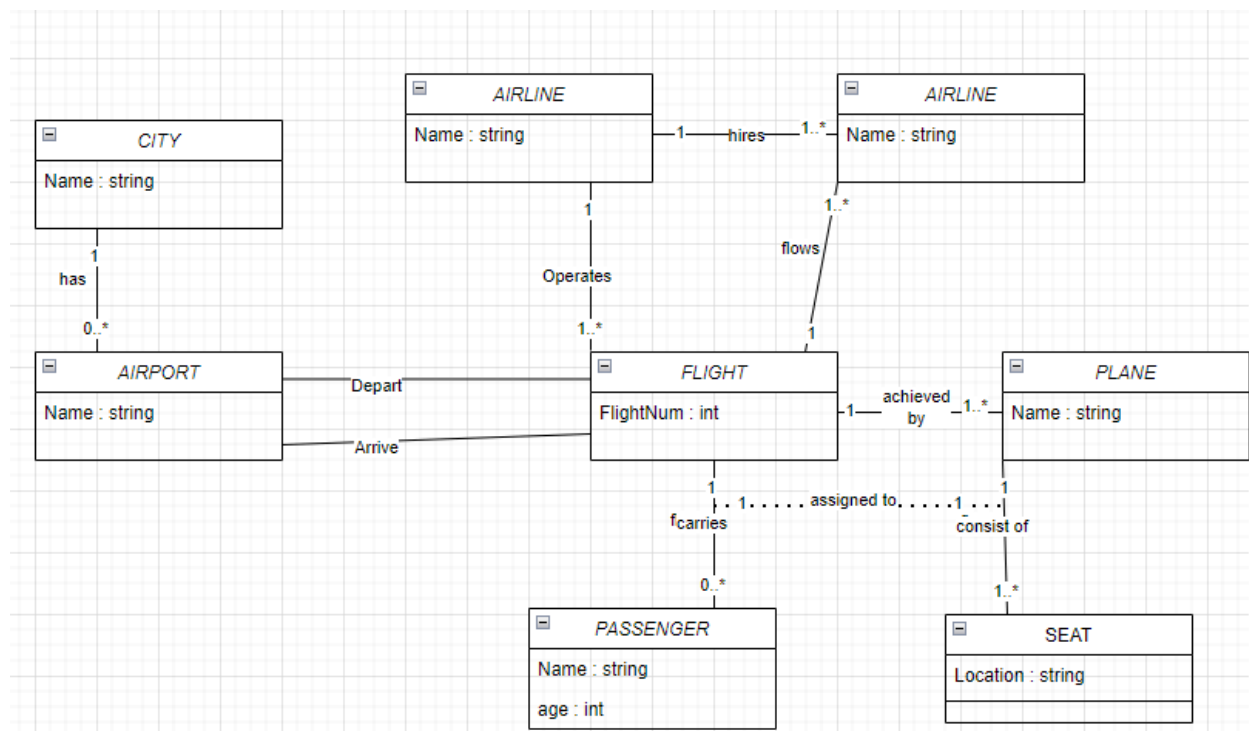 AIRLINE
Name : string
AIRLINE
Name : string
1 hires 1..*
CITY
Name : string
1
has
0..*
1
Operates
1..*
1..*
flows
1
AIRPORT
Name : string
Depart
Arrive
FLIGHT
FlightNum : int
1 achieved by 1..*
PLANE
Name : string
1
fcarries
0..*
1 assigned to 1
1
consist of
1..*
PASSENGER
Name : string
age : int
SEAT
Location : string